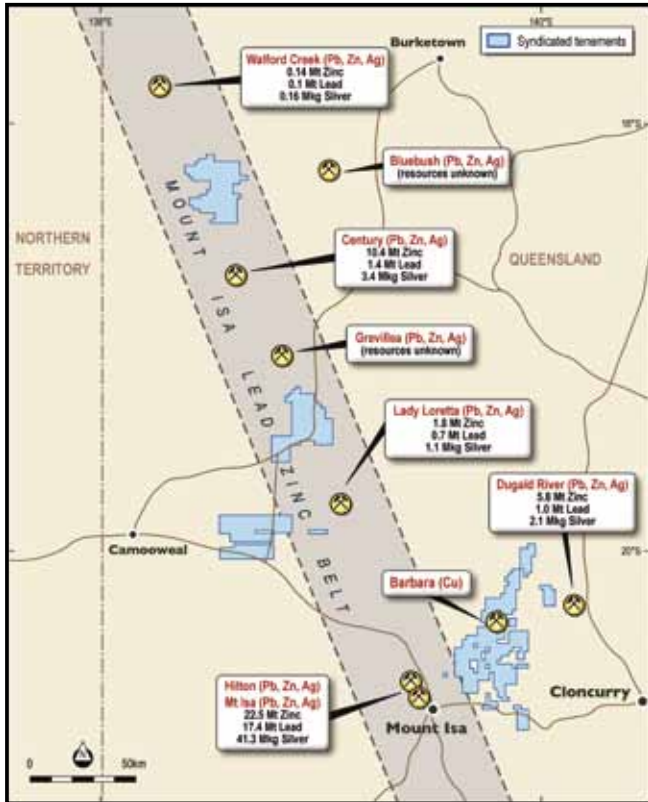 138°
140°
Syndicated tenements
Burketown
Walford Creek (Pb, Zn, Ag)
0.14 Mt Zinc
0.1 Mt Lead
0.16 Mkg Silver
18°S
Bluebush (Pb, Zn, Ag)
(resources unknown)
NORTHERN
TERRITORY
QUEENSLAND
Century (Pb, Zn, Ag)
10.4 Mt Zinc
1.4 Mt Lead
3.4 Mkg Silver
MOUNT ISA LEAD ZINC BELT
Grevillea (Pb, Zn, Ag)
(resources unknown)
Lady Loretta (Pb, Zn, Ag)
1.8 Mt Zinc
0.7 Mt Lead
1.1 Mkg Silver
Dugald River (Pb, Zn, Ag)
5.8 Mt Zinc
1.0 Mt Lead
2.1 Mkg Silver
Camooweal
20°S
Barbara (Cu)
Hilton (Pb, Zn, Ag)
Mt Isa (Pb, Zn, Ag)
22.5 Mt Zinc
17.4 Mt Lead
41.3 Mkg Silver
Cloncurry
Mount Isa
0
50km